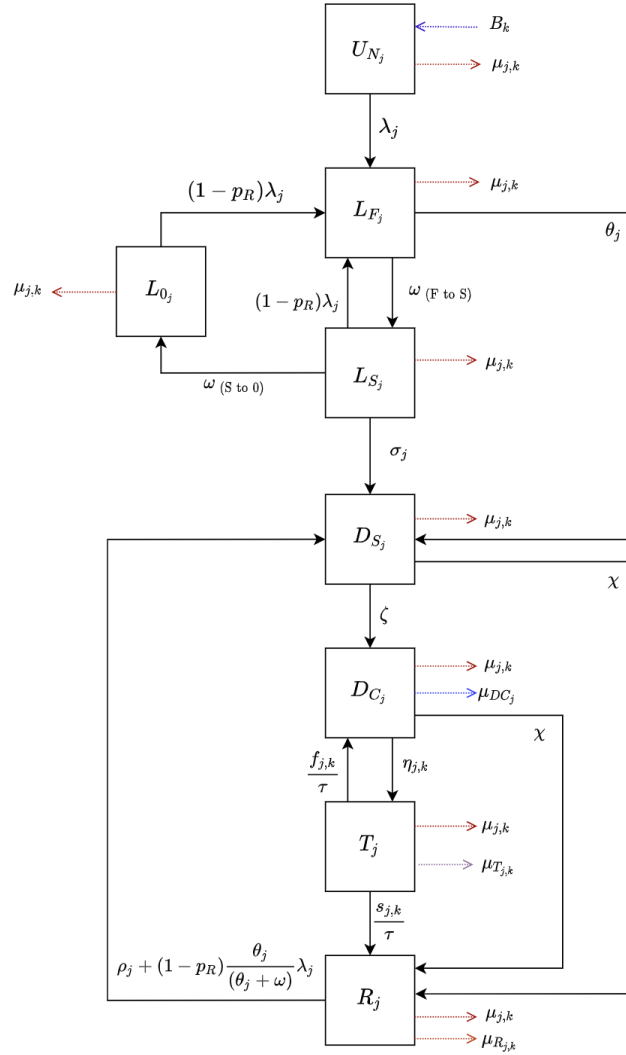 U_{N_j}
B_k
μ_{j,k}
λ_j
(1 − p_R)λ_j
L_{F_j}
μ_{j,k}
θ_j
μ_{j,k}
L_{0_j}
(1 − p_R)λ_j
ω (F to S)
ω (S to 0)
L_{S_j}
μ_{j,k}
σ_j
D_{S_j}
μ_{j,k}
χ
ζ
D_{C_j}
μ_{j,k}
μ_{DC_j}
χ
f_{j,k}/τ
η_{j,k}
T_j
μ_{j,k}
μ_{T_{j,k}}
s_{j,k}/τ
ρ_j + (1 − p_R) θ_j/(θ_j + ω) λ_j
R_j
μ_{j,k}
μ_{R_{j,k}}